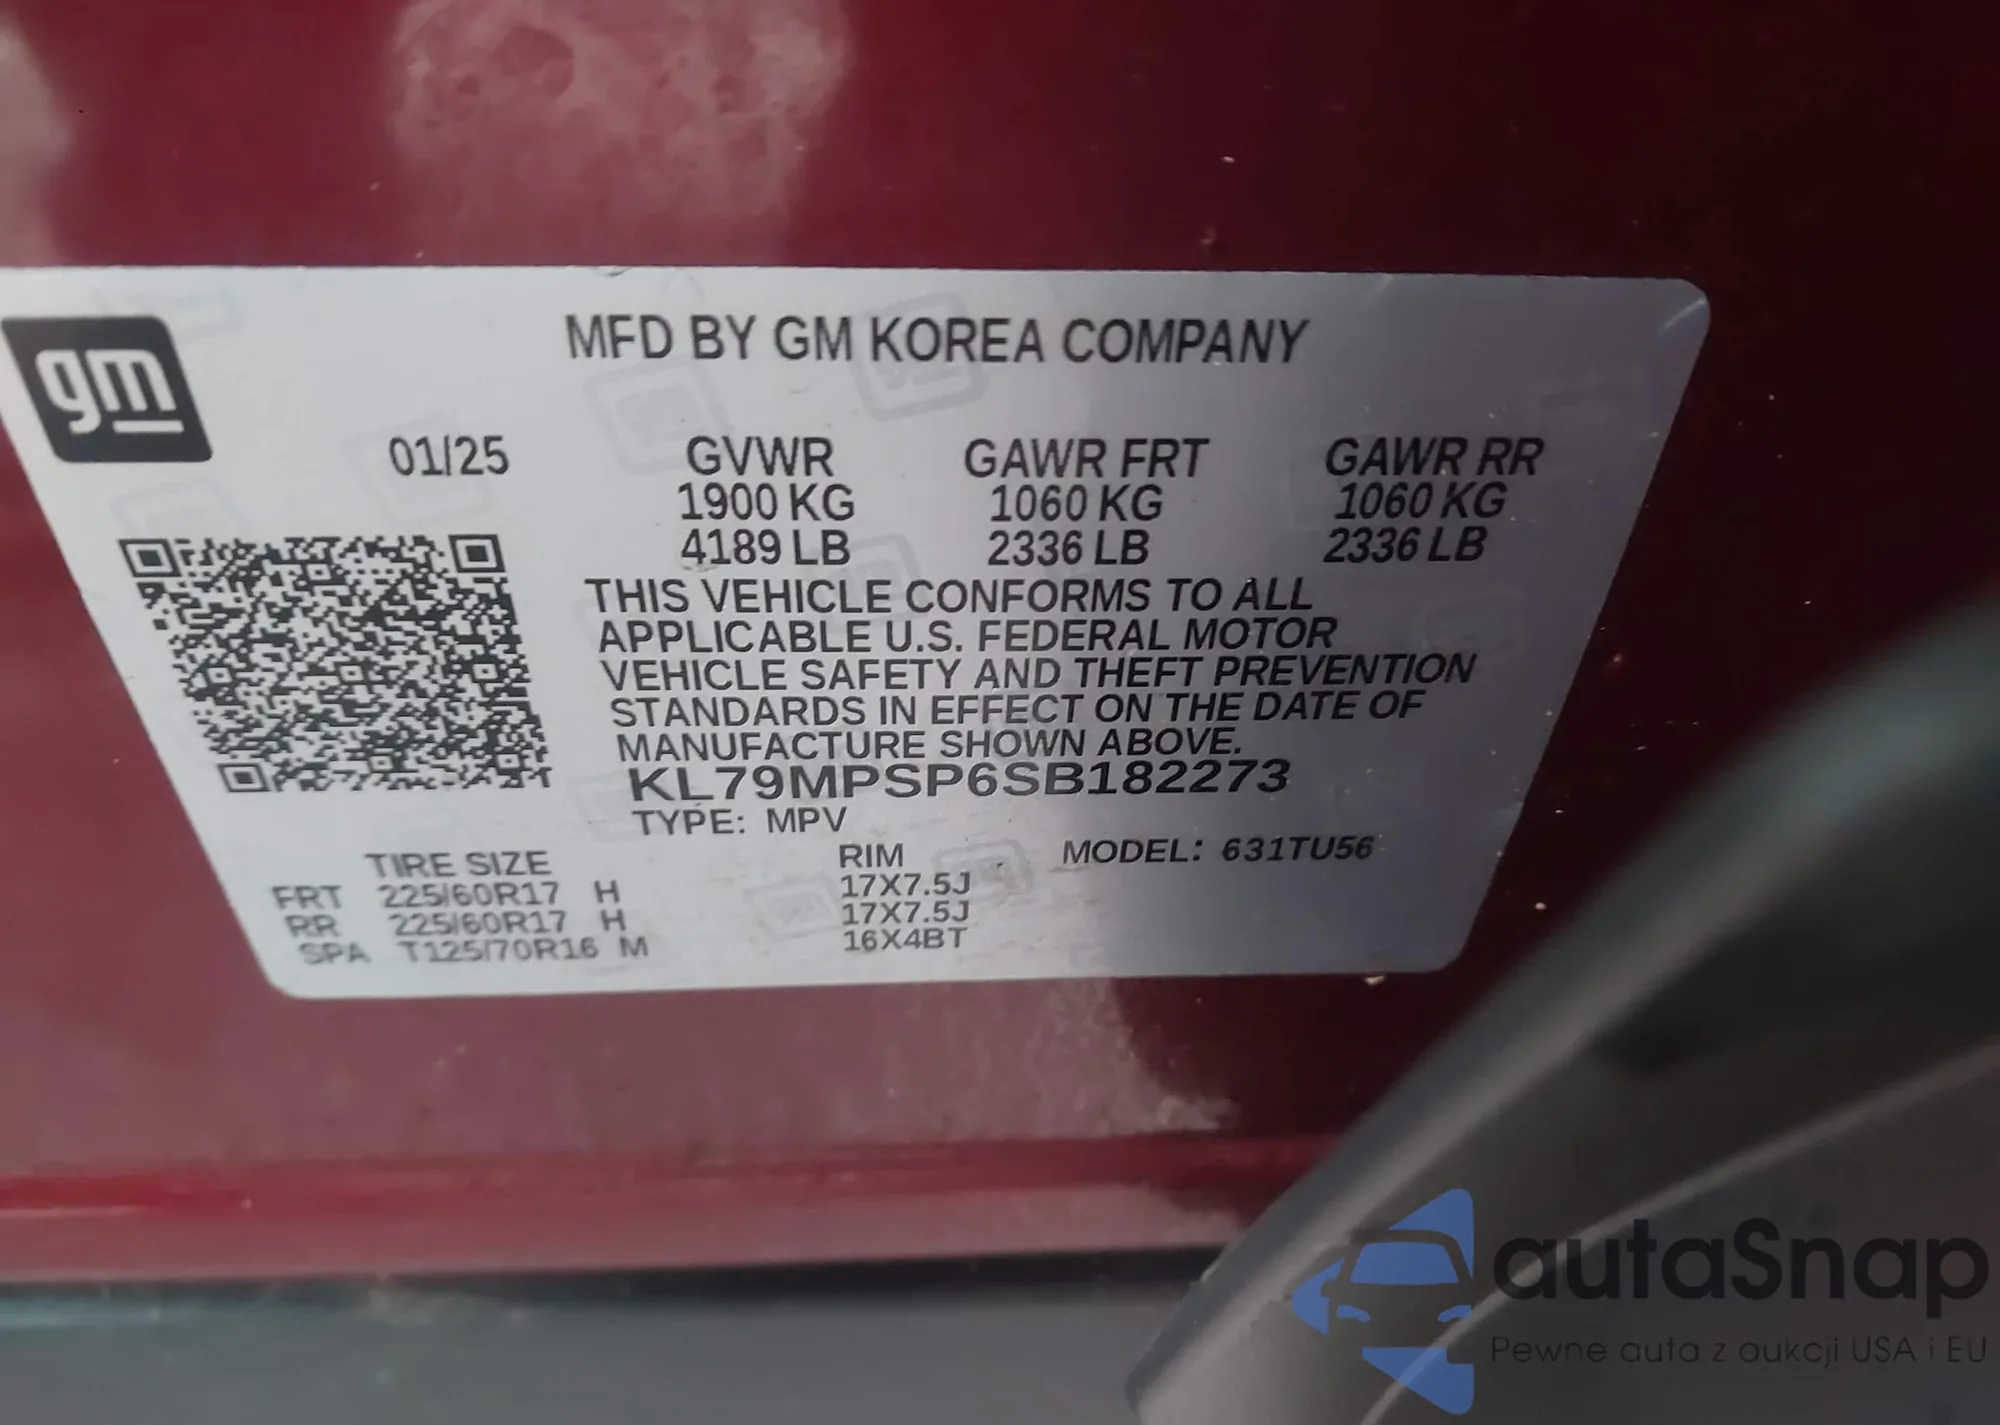 gm
MFD BY GM KOREA COMPANY
01/25 GVWR GAWR FRT GAWR RR
1900 KG 1060 KG 1060 KG
4189 LB 2336 LB 2336 LB
THIS VEHICLE CONFORMS TO ALL
APPLICABLE U.S. FEDERAL MOTOR
VEHICLE SAFETY AND THEFT PREVENTION
STANDARDS IN EFFECT ON THE DATE OF
MANUFACTURE SHOWN ABOVE.
KL79MPSP6SB182273
TYPE: MPV
TIRE SIZE RIM MODEL: 631TU56
FRT 225/60R17 H 17X7.5J
RR 225/60R17 H 17X7.5J
SPA T125/70R16 M 16X4BT
autaSnap
Pewne auta z aukcji USA i EU